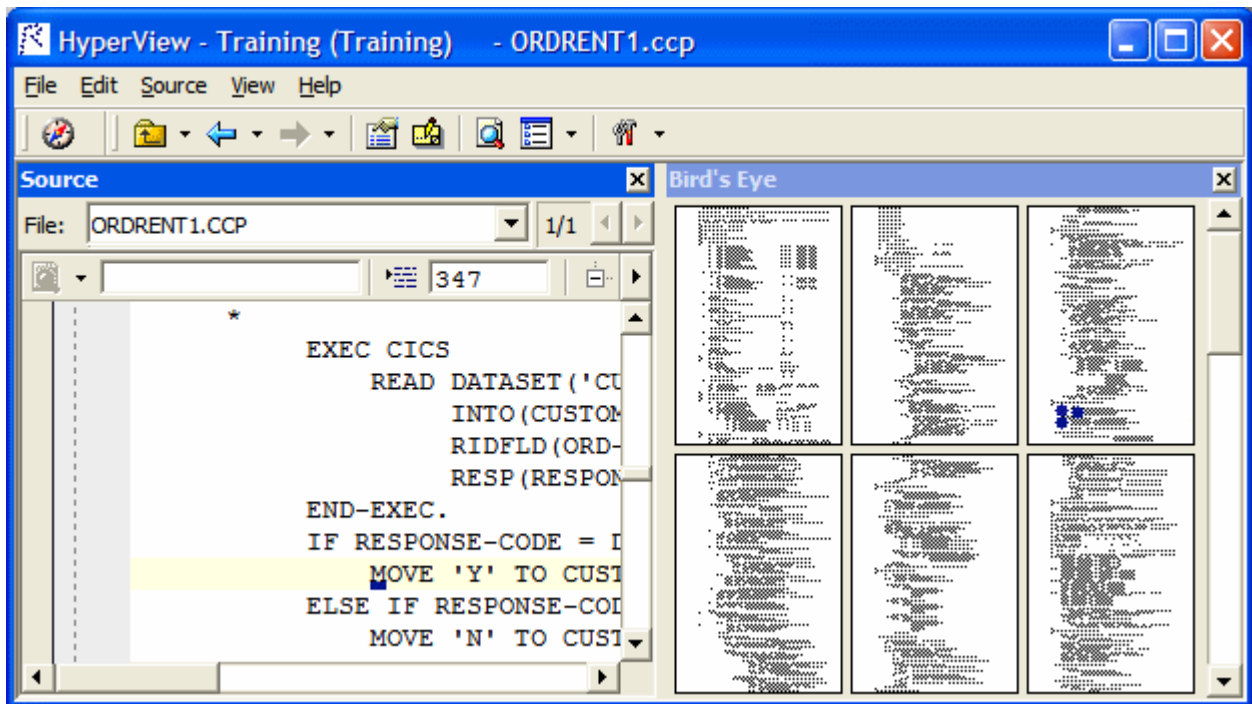 HyperView - Training (Training) - ORDRENT1.ccp
File Edit Source View Help
Source
Bird's Eye
File: ORDRENT1.CCP 1/1
347
*
EXEC CICS
READ DATASET('CU
INTO(CUSTOM
RIDFLD(ORD-
RESP(RESPON
END-EXEC.
IF RESPONSE-CODE = D
MOVE 'Y' TO CUST
ELSE IF RESPONSE-COD
MOVE 'N' TO CUST